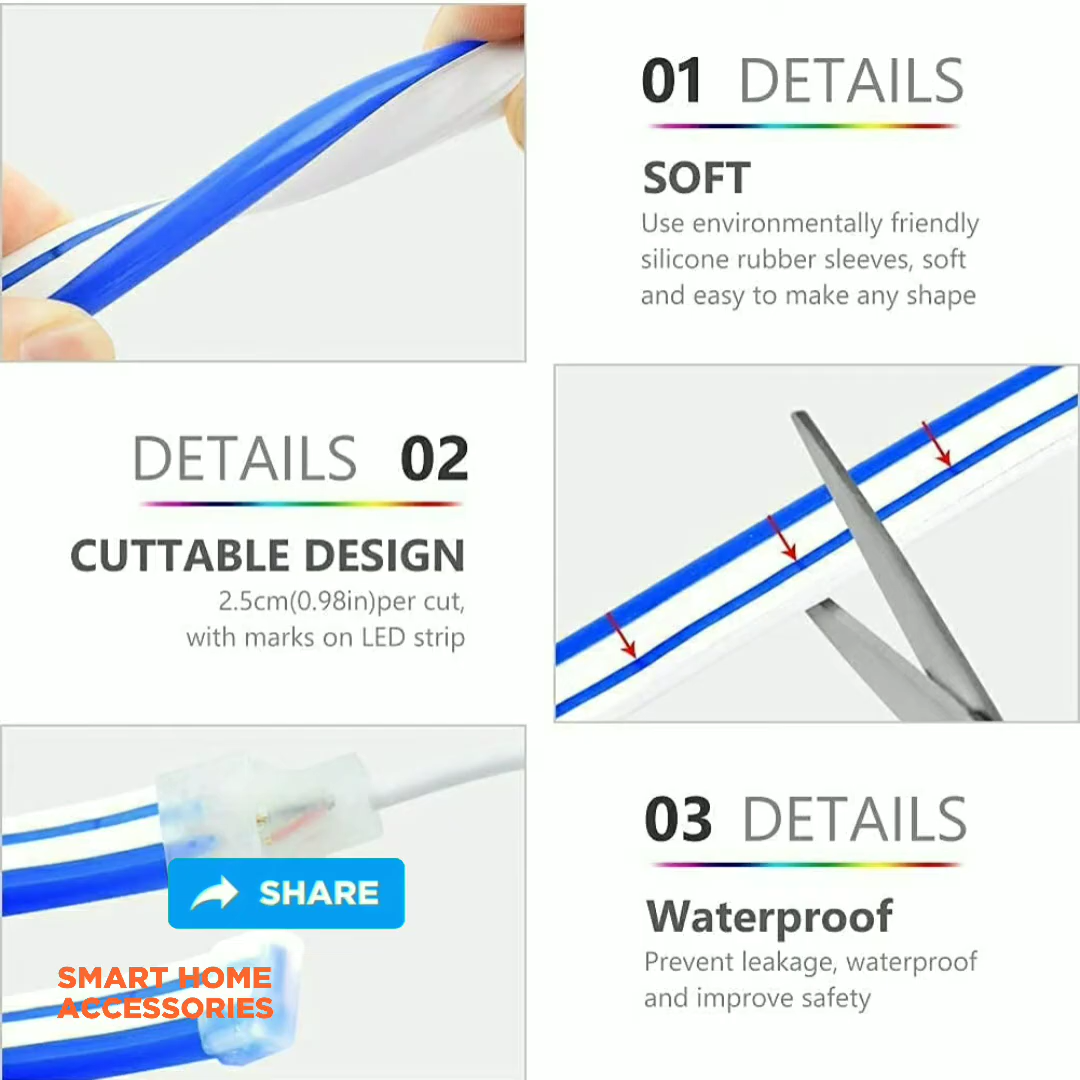 01 DETAILS
SOFT
Use environmentally friendly
silicone rubber sleeves, soft
and easy to make any shape
DETAILS 02
CUTTABLE DESIGN
2.5cm(0.98in)per cut,
with marks on LED strip
03 DETAILS
Waterproof
Prevent leakage, waterproof
and improve safety
SHARE
SMART HOME
ACCESSORIES